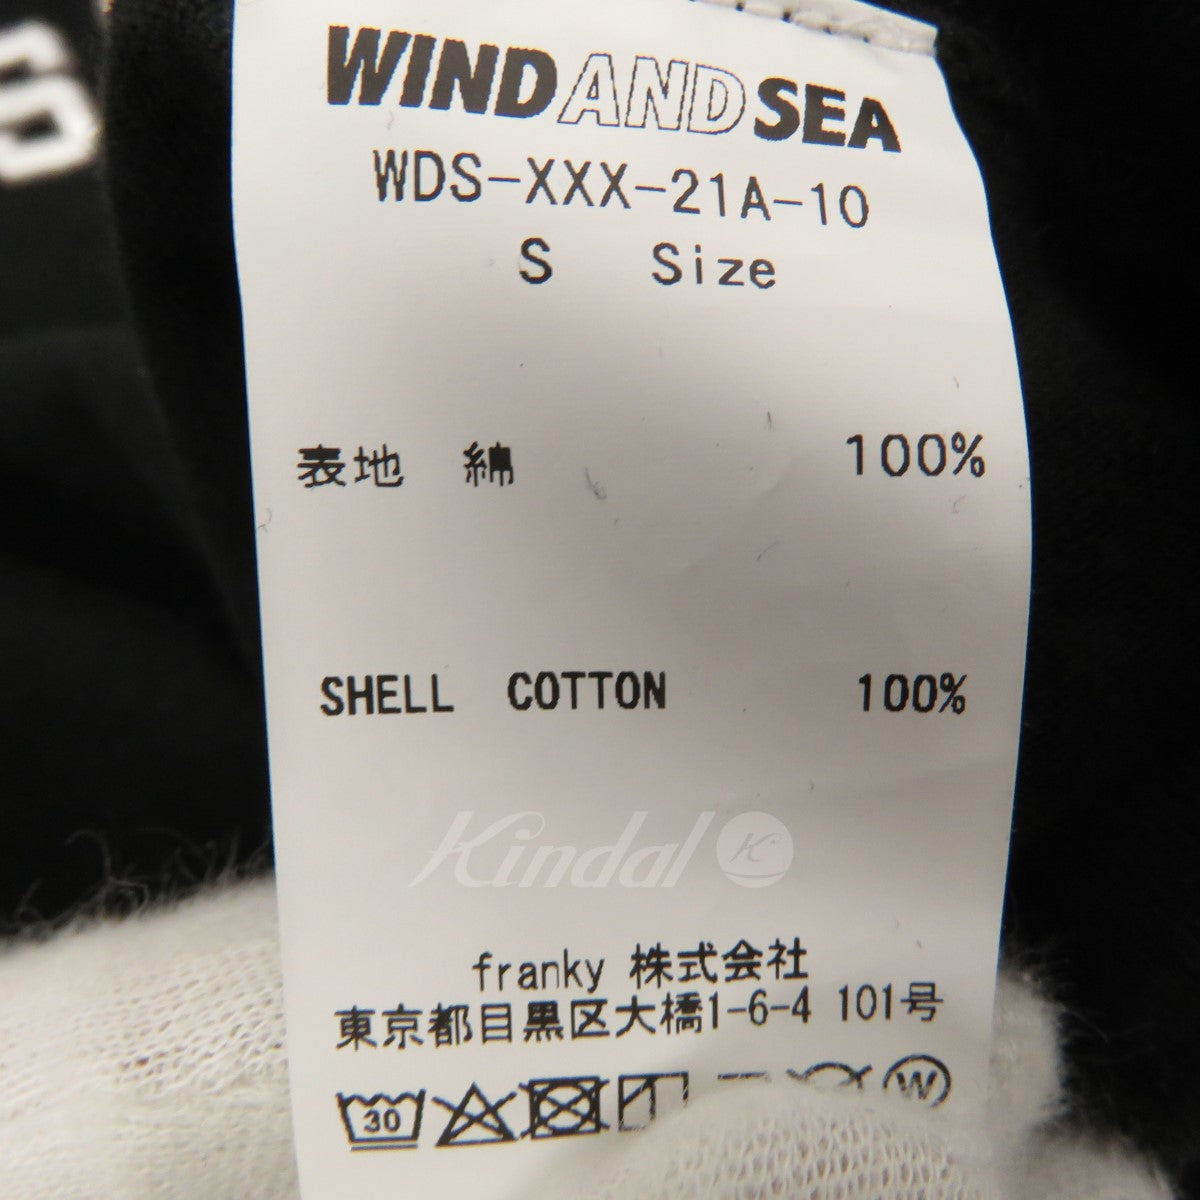 WIND AND SEA
WDS-XXX-21A-10
S Size
表地 綿 100%
SHELL COTTON 100%
Kindal K
franky 株式会社
東京都目黒区大橋1-6-4 101号
30 W